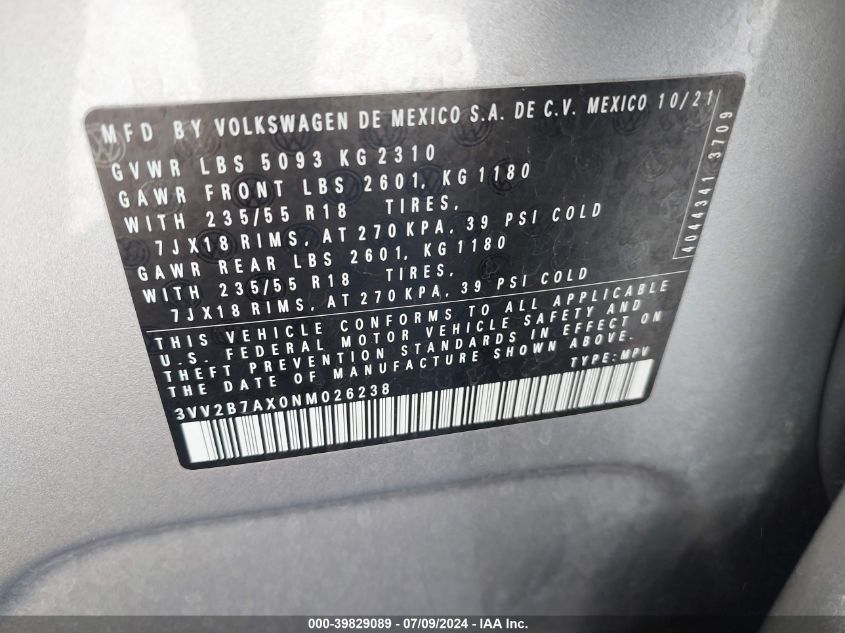 MFD BY VOLKSWAGEN DE MEXICO S.A. DE C.V. MEXICO 10/21
GVWR LBS 5093 KG 2310
GAWR FRONT LBS 2601, KG 1180
WITH 235/55 R18 TIRES,
7JX18 RIMS, AT 270 KPA, 39 PSI COLD
GAWR REAR LBS 2601, KG 1180
WITH 235/55 R18 TIRES,
7JX18 RIMS, AT 270 KPA, 39 PSI COLD
4044341 3709
THIS VEHICLE CONFORMS TO ALL APPLICABLE
U.S. FEDERAL MOTOR VEHICLE SAFETY AND
THEFT PREVENTION STANDARDS IN EFFECT ON
THE DATE OF MANUFACTURE SHOWN ABOVE.
TYPE:MPV
3VV2B7AX0NM026238
000-39829089 - 07/09/2024 - IAA Inc.